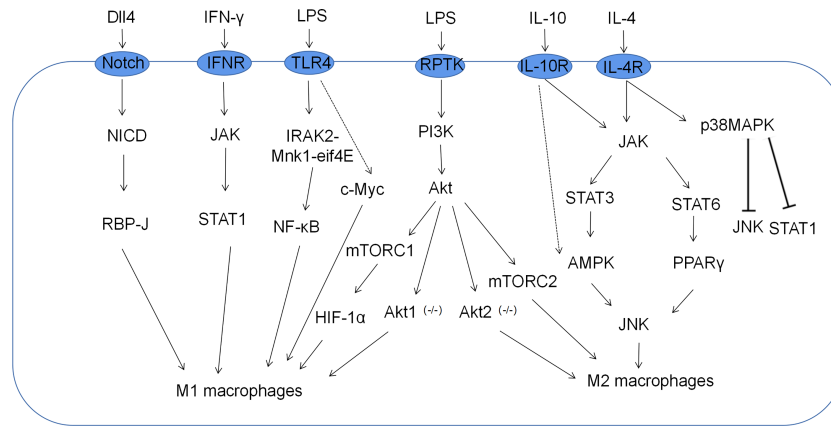 Dll4 IFN-γ LPS LPS IL-10 IL-4
Notch IFNR TLR4 RPTK IL-10R IL-4R
NICD JAK IRAK2- PI3K JAK p38MAPK
Mnk1-eif4E
c-Myc Akt STAT3 STAT6
RBP-J STAT1 NF-κB JNK STAT1
mTORC1 AMPK PPARγ
mTORC2
HIF-1α Akt1 (-/-) Akt2 (-/-) JNK
M1 macrophages M2 macrophages